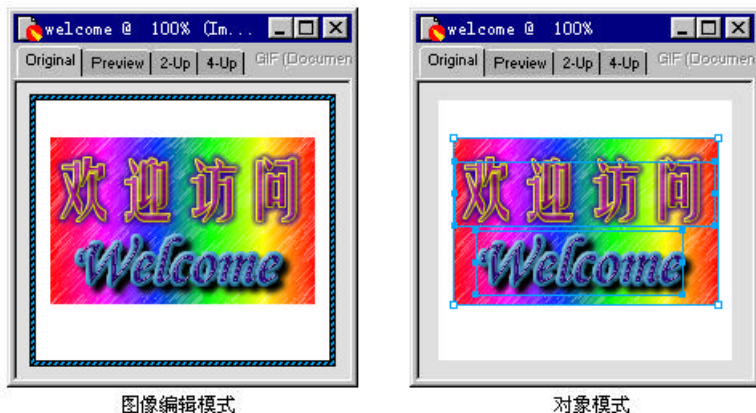 welcome @ 100% (Im...
Original Preview 2-Up 4-Up GIF (Documen
欢迎访问
Welcome
图像编辑模式
welcome @ 100%
Original Preview 2-Up 4-Up GIF (Documen
欢迎访问
Welcome
对象模式